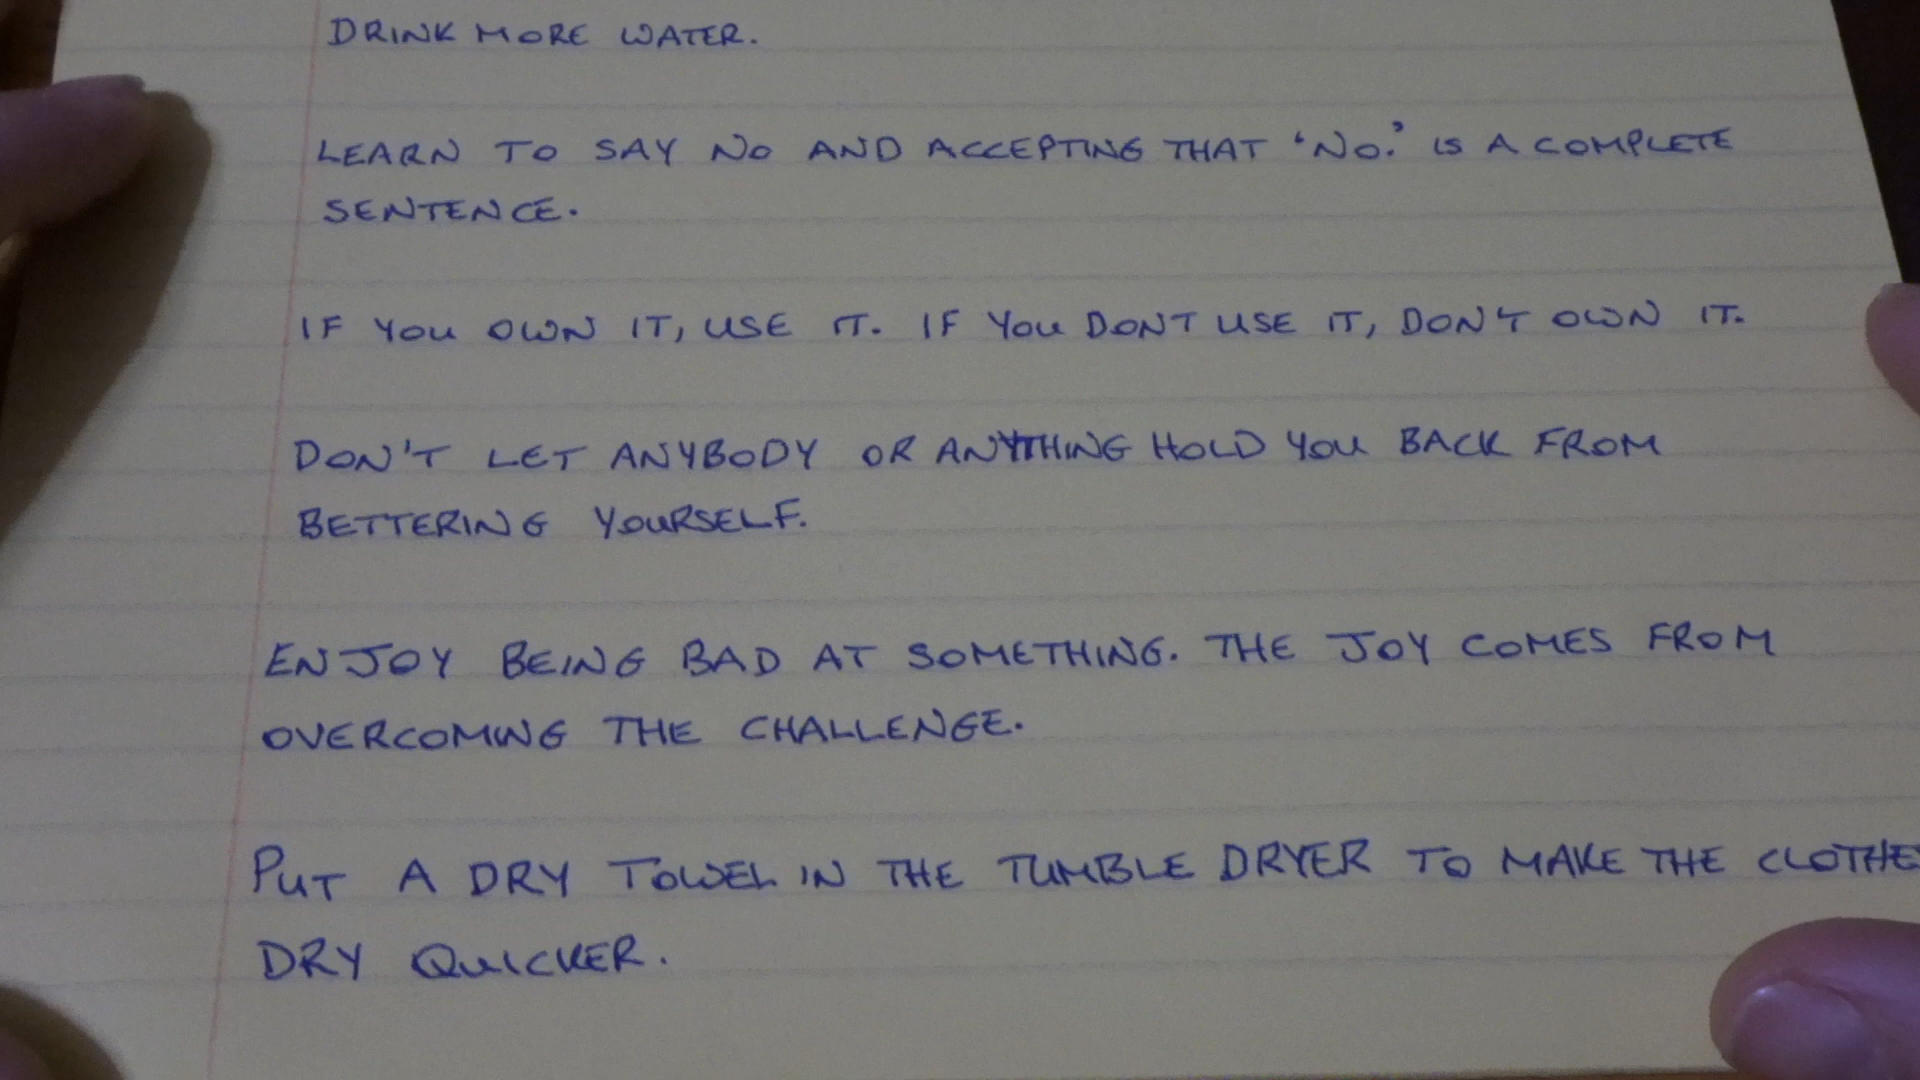 DRINK MORE WATER.
LEARN TO SAY NO AND ACCEPTING THAT 'NO.' IS A COMPLETE
SENTENCE.
IF YOU OWN IT, USE IT. IF YOU DONT USE IT, DON'T OWN IT.
DON'T LET ANYBODY OR ANYTHING HOLD YOU BACK FROM
BETTERING YOURSELF.
ENJOY BEING BAD AT SOMETHING. THE JOY COMES FROM
OVERCOMING THE CHALLENGE.
PUT A DRY TOWEL IN THE TUMBLE DRYER TO MAKE THE CLOTHE
DRY QUICKER.